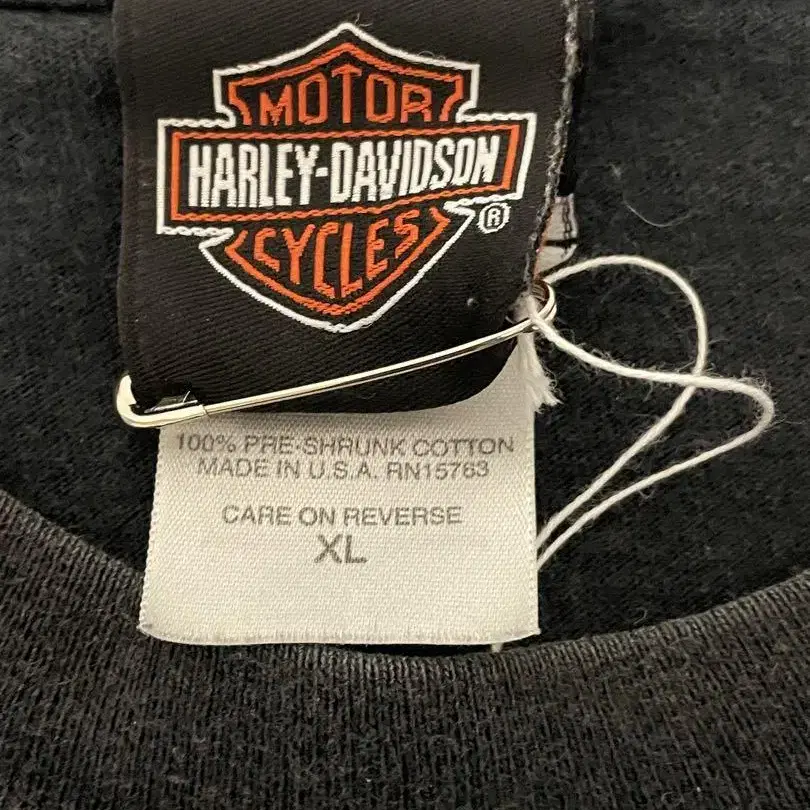 MOTOR
HARLEY-DAVIDSON
®
CYCLES
100% PRE-SHRUNK COTTON
MADE IN U.S.A. RN15763
CARE ON REVERSE
XL